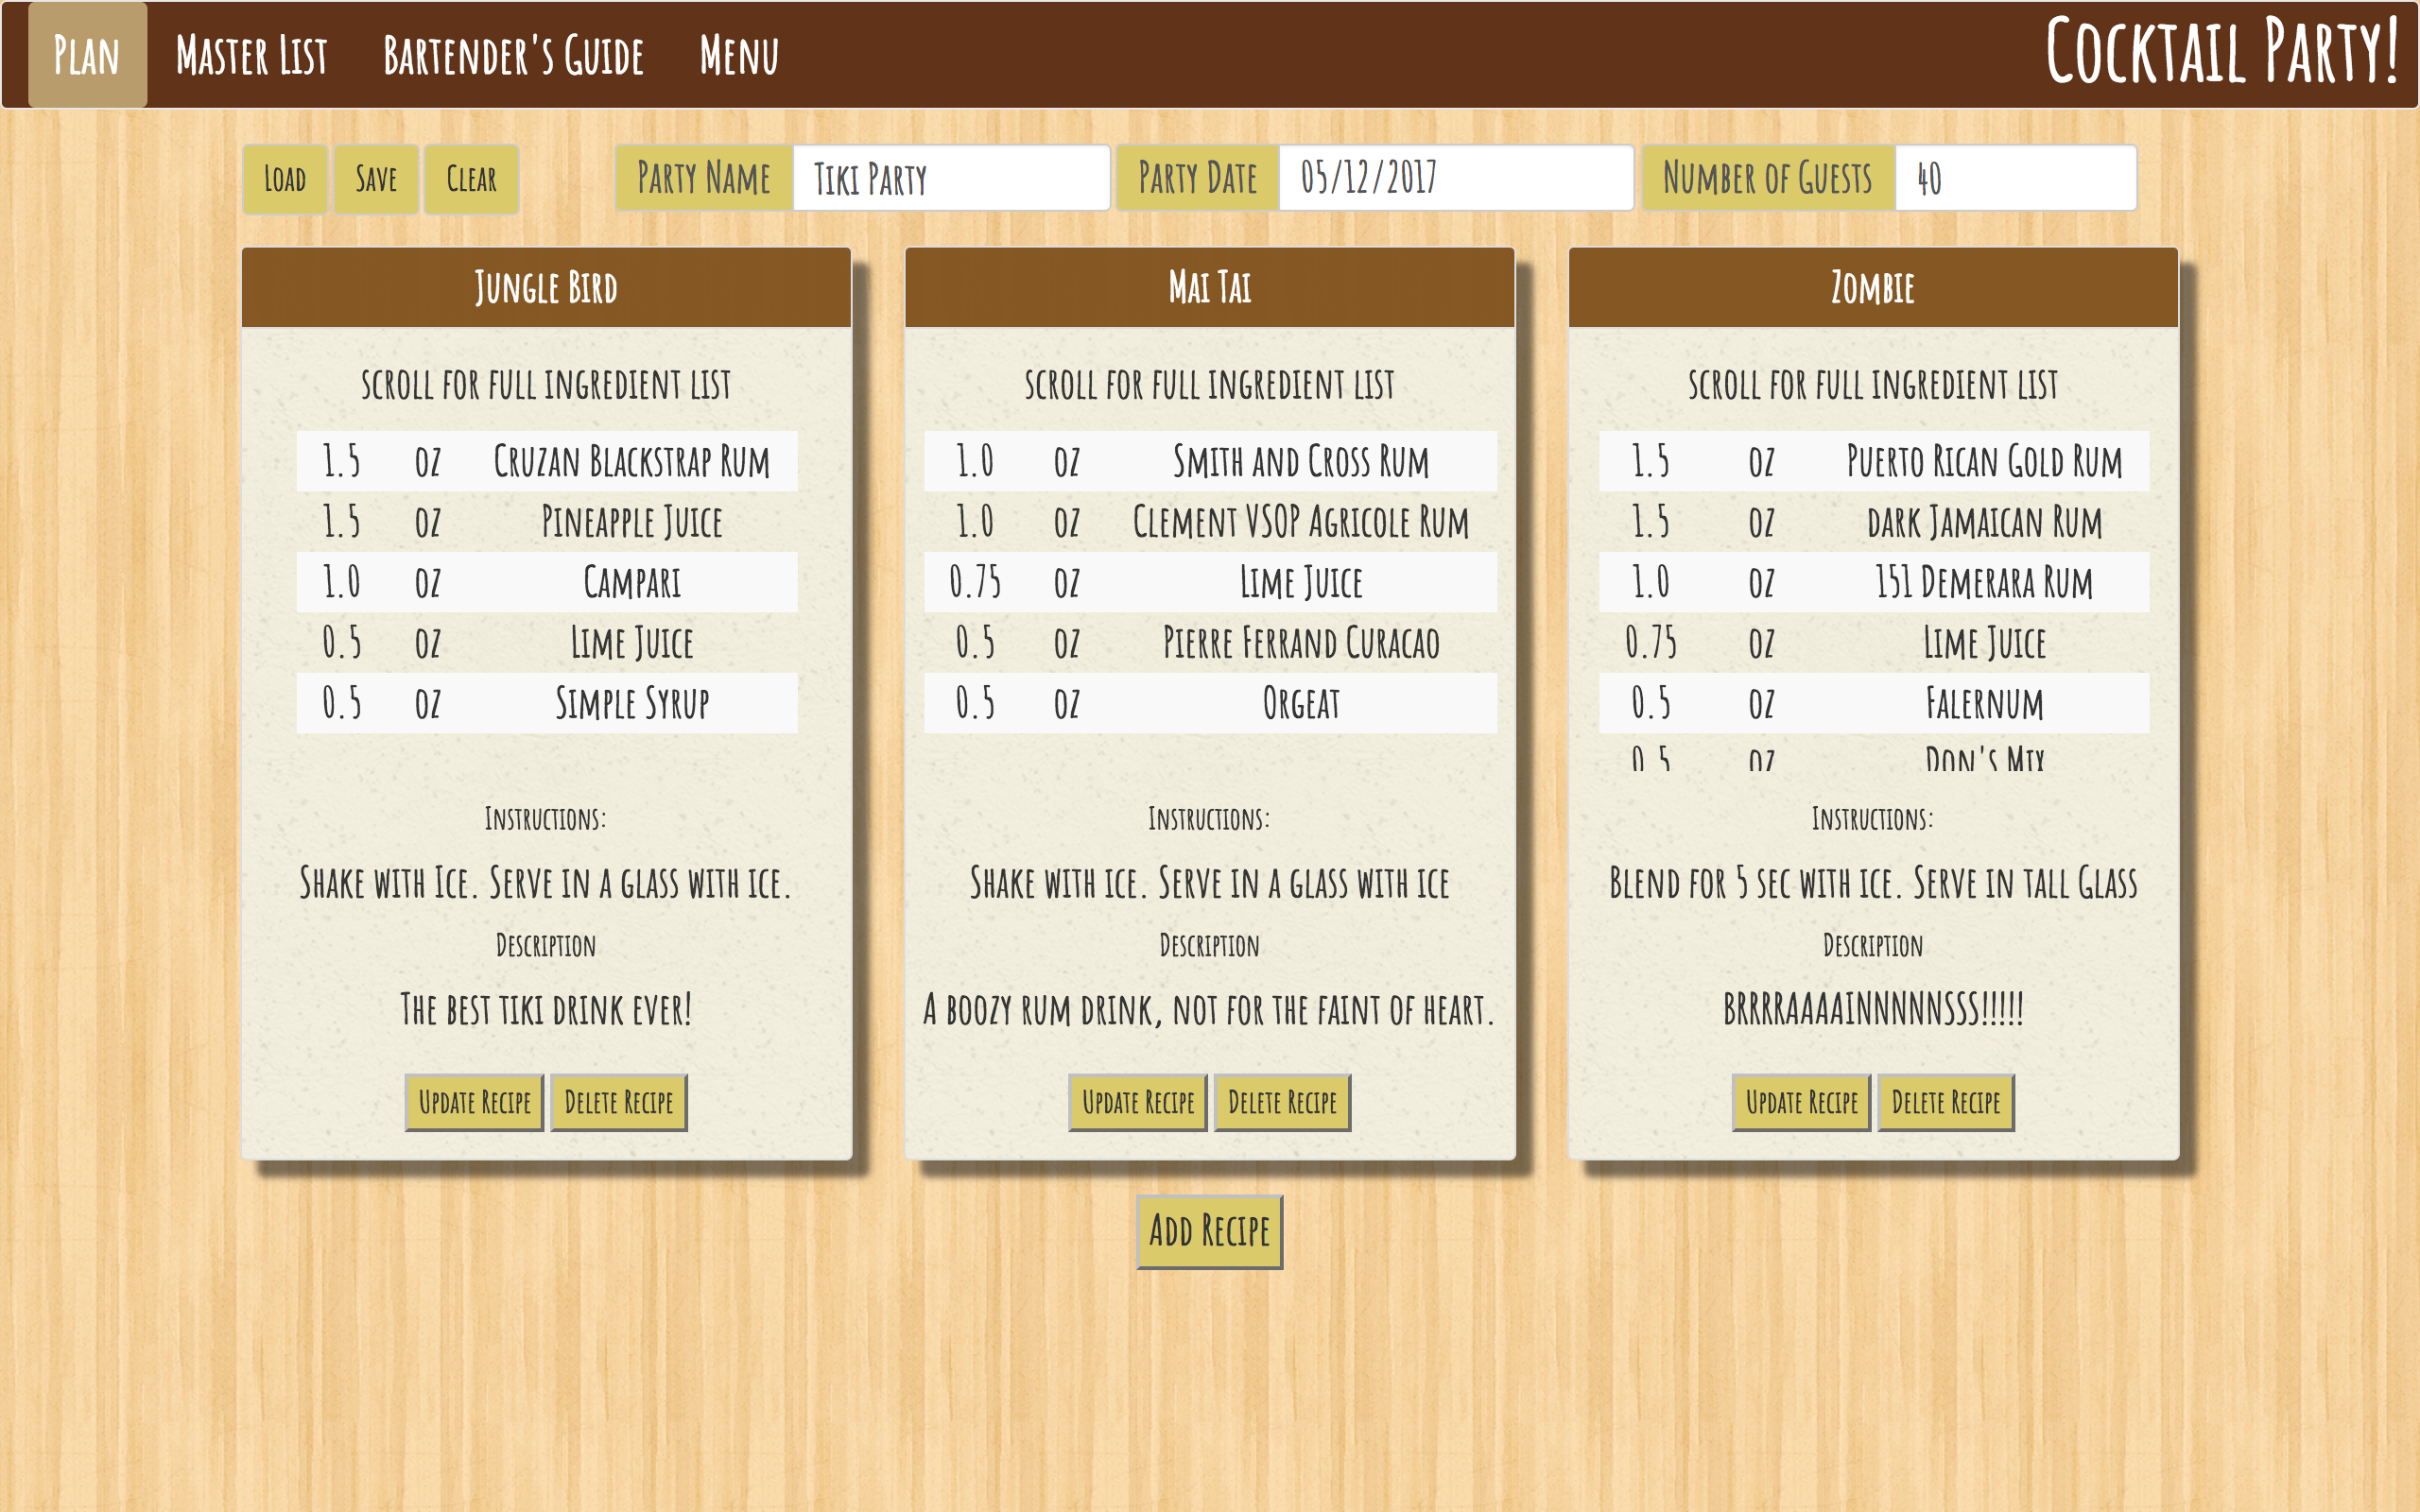 Plan Master List Bartender's Guide Menu Cocktail Party!
Load Save Clear Party Name Tiki Party Party Date 05/12/2017 Number of Guests 40
Jungle Bird
scroll for full ingredient list
1.5 oz Cruzan Blackstrap Rum
1.5 oz Pineapple Juice
1.0 oz Campari
0.5 oz Lime Juice
0.5 oz Simple Syrup
Instructions:
Shake with Ice. Serve in a glass with ice.
Description
The best tiki drink ever!
Update Recipe Delete Recipe
Mai Tai
scroll for full ingredient list
1.0 oz Smith and Cross Rum
1.0 oz Clement VSOP Agricole Rum
0.75 oz Lime Juice
0.5 oz Pierre Ferrand Curacao
0.5 oz Orgeat
Instructions:
Shake with ice. Serve in a glass with ice
Description
A boozy rum drink, not for the faint of heart.
Update Recipe Delete Recipe
Zombie
scroll for full ingredient list
1.5 oz Puerto Rican Gold Rum
1.5 oz dark Jamaican Rum
1.0 oz 151 Demerara Rum
0.75 oz Lime Juice
0.5 oz Falernum
0.5 oz Don's Mix
Instructions:
Blend for 5 sec with ice. Serve in tall Glass
Description
BRRRRAAAAINNNNNSSS!!!!!
Update Recipe Delete Recipe
Add Recipe